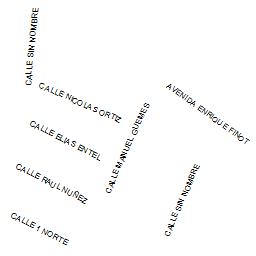 CALLE SIN NOMBRE
CALLE NICOLAS ORTIZ
AVENIDA ENRIQUE FINOT
CALLE ELIAS ENTEL
CALLE MANUEL GUEMES
CALLE RAUL NUÑEZ
CALLE SIN NOMBRE
CALLE 1 NORTE